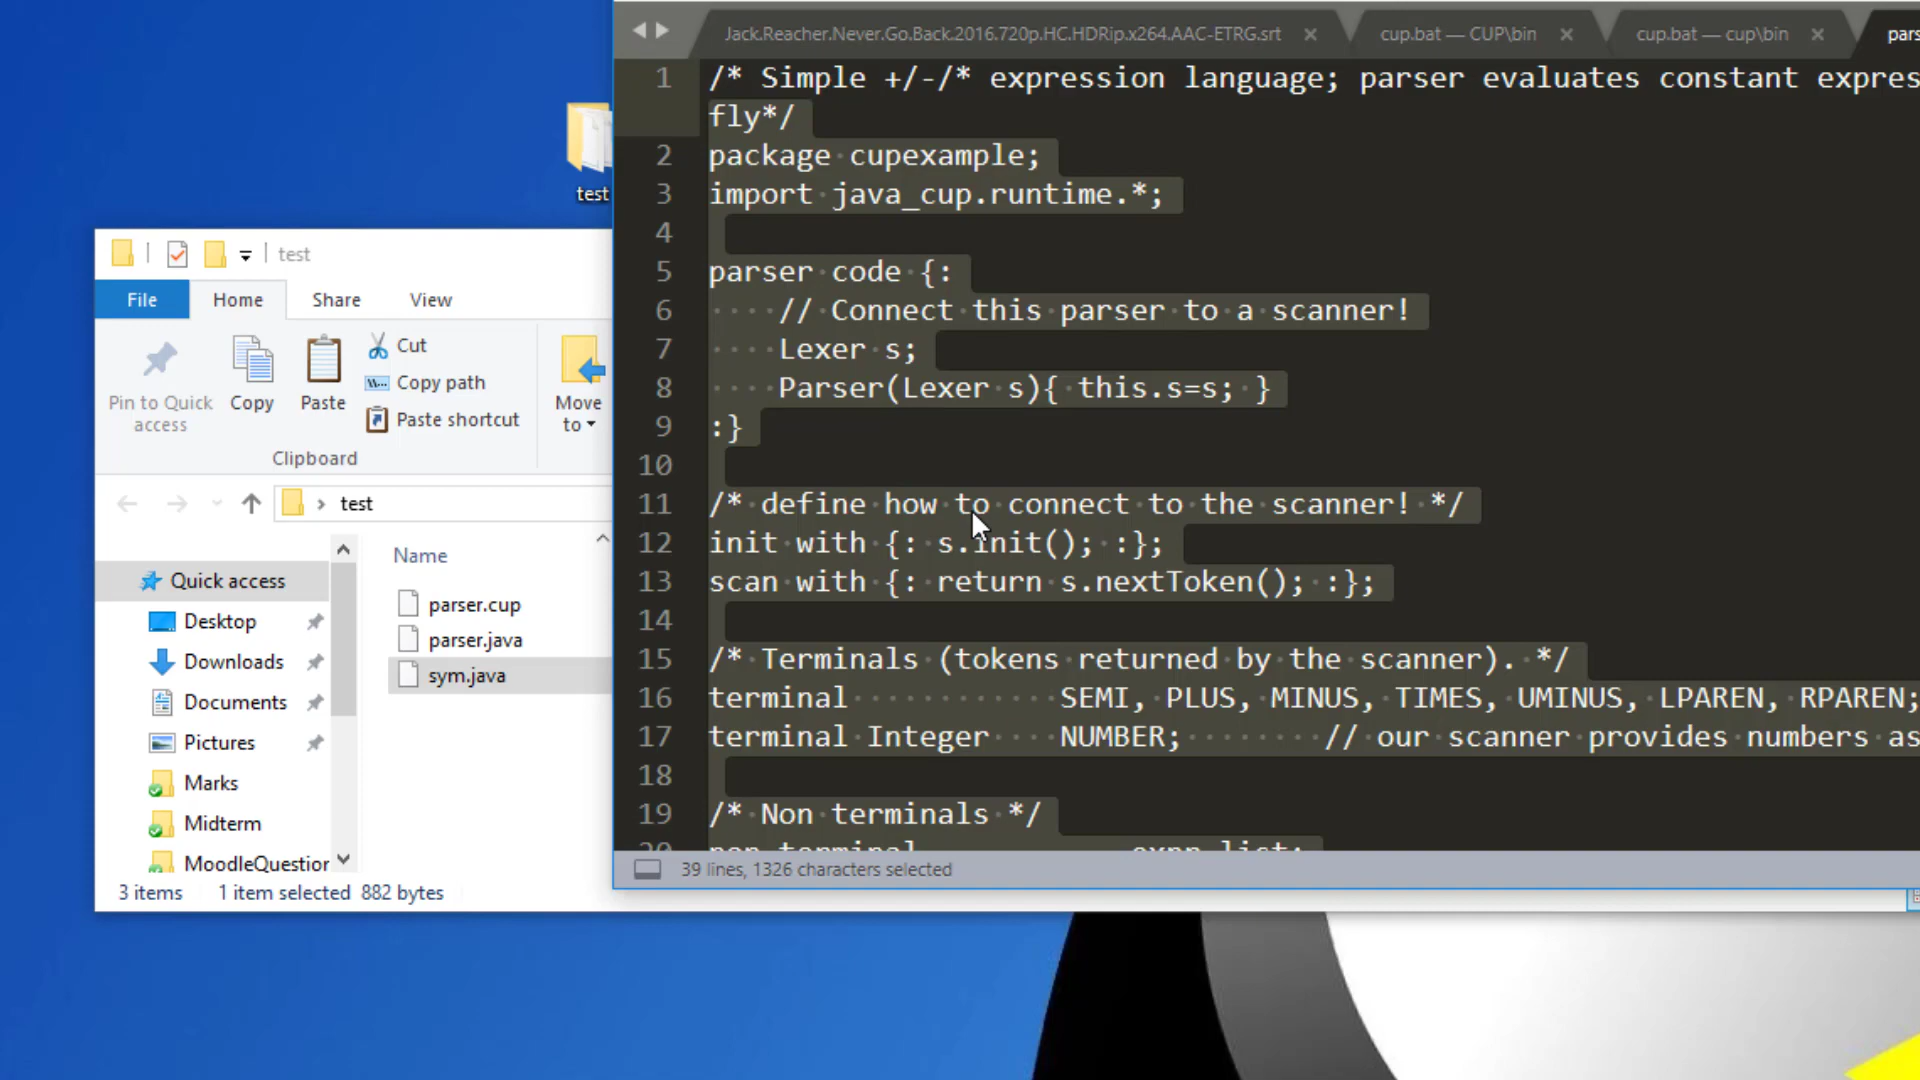 test
test
File
Home
Share
View
Pin to Quick access
Copy
Paste
Cut
Copy path
Paste shortcut
Move to
Clipboard
test
Name
Quick access
Desktop
Downloads
Documents
Pictures
Marks
Midterm
MoodleQuestion
parser.cup
parser.java
sym.java
3 items 1 item selected 882 bytes
Jack.Reacher.Never.Go.Back.2016.720p.HC.HDRip.x264.AAC-ETRG.srt
cup.bat — CUP\bin
cup.bat — cup\bin
pars
1 /* Simple +/-/* expression language; parser evaluates constant expres
fly*/
2 package cupexample;
3 import java_cup.runtime.*;
4
5 parser code {:
6 // Connect this parser to a scanner!
7 Lexer s;
8 Parser(Lexer s){ this.s=s; }
9 :}
10
11 /* define how to connect to the scanner! */
12 init with {: s.init(); :};
13 scan with {: return s.nextToken(); :};
14
15 /* Terminals (tokens returned by the scanner). */
16 terminal SEMI, PLUS, MINUS, TIMES, UMINUS, LPAREN, RPAREN;
17 terminal Integer NUMBER; // our scanner provides numbers as
18
19 /* Non terminals */
20 non terminal expr_list;
39 lines, 1326 characters selected